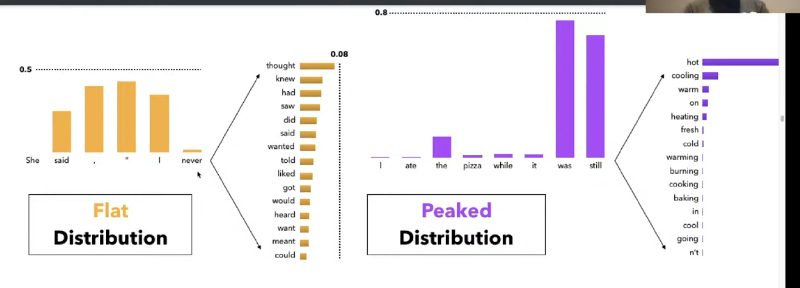 0.5
She said , " I never
Flat
Distribution
0.08
thought
knew
had
saw
did
said
wanted
told
liked
got
would
heard
want
meant
could
0.8
I ate the pizza while it was still
Peaked
Distribution
hot
cooling
warm
on
heating
fresh
cold
warming
burning
cooking
baking
in
cool
going
n't